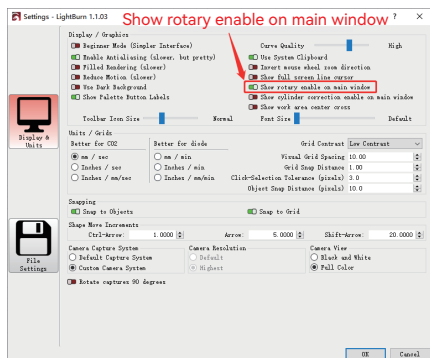 Settings - LightBurn 1.1.03
Show rotary enable on main window
? ×
Display / Graphics
Beginner Mode (Simpler Interface)
Curve Quality
High
Enable Antialiasing (slower, but pretty)
Use System Clipboard
Filled Rendering (slower)
Invert mouse wheel zoom direction
Reduce Motion (slower)
Show full screen line cursor
Use Dark Background
Show rotary enable on main window
Show Palette Button Labels
Show cylinder correction enable on main window
Show work area center cross
Toolbar Icon Size
Normal
Font Size
Default
Display & Units
Units / Grids
Better for CO2
Better for diode
Grid Contrast Low Contrast
mm / sec
mm / min
Visual Grid Spacing 10.00
Inches / sec
Inches / min
Grid Snap Distance 1.00
Inches / mm/sec
Inches / mm/min
Click-Selection Tolerance (pixels) 3.0
Object Snap Distance (pixels) 10.0
Snapping
Snap to Objects
Snap to Grid
Shape Move Increments
Ctrl-Arrow: 1.0000
Arrow: 5.0000
Shift-Arrow: 20.0000
File Settings
Camera Capture System
Camera Resolution
Camera View
Default Capture System
Default
Black and White
Custom Camera System
Highest
Full Color
Rotate captures 90 degrees
OK
Cancel